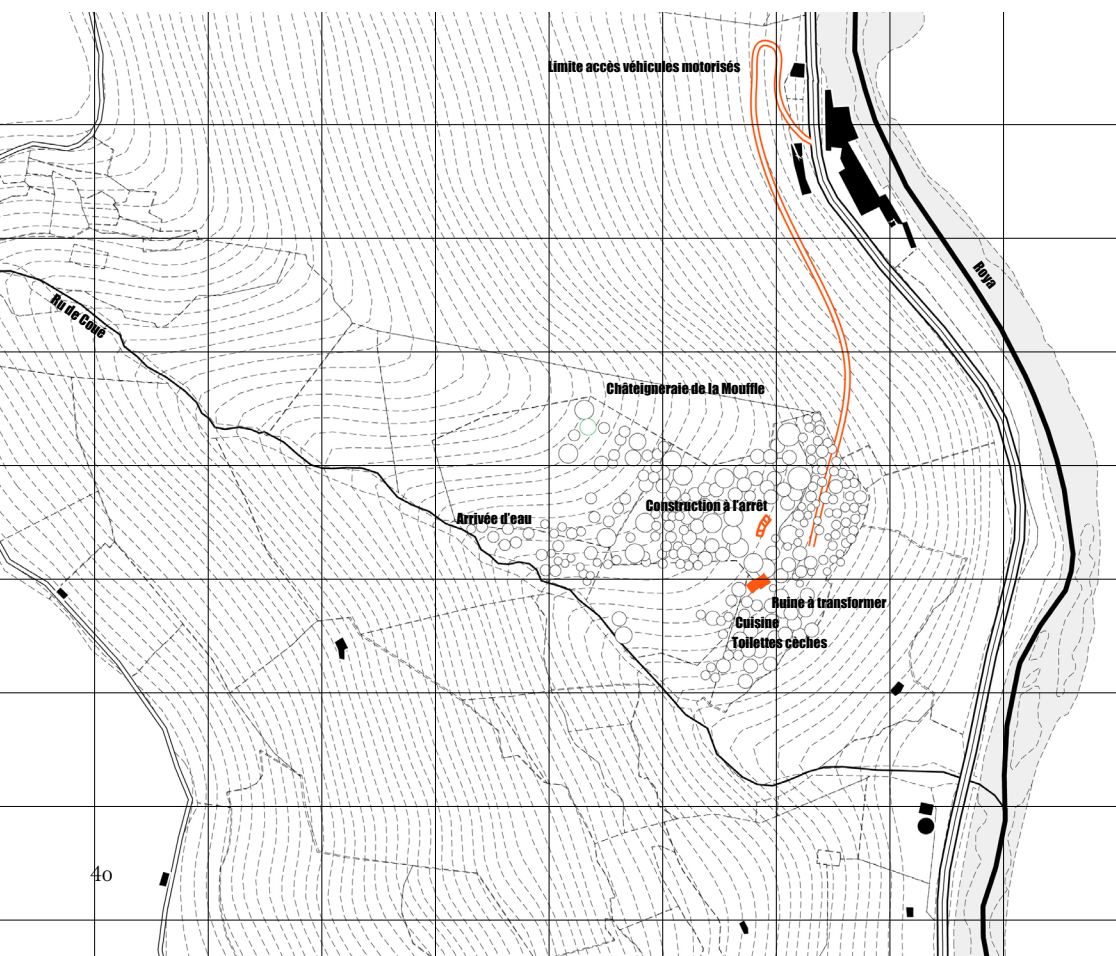 Limite accès véhicules motorisés
Roya
Ru de Coué
Châteigneraie de la Mouffle
Construction à l'arrêt
Arrivée d'eau
Ruine à transformer
Cuisine
Toilettes cèches
40